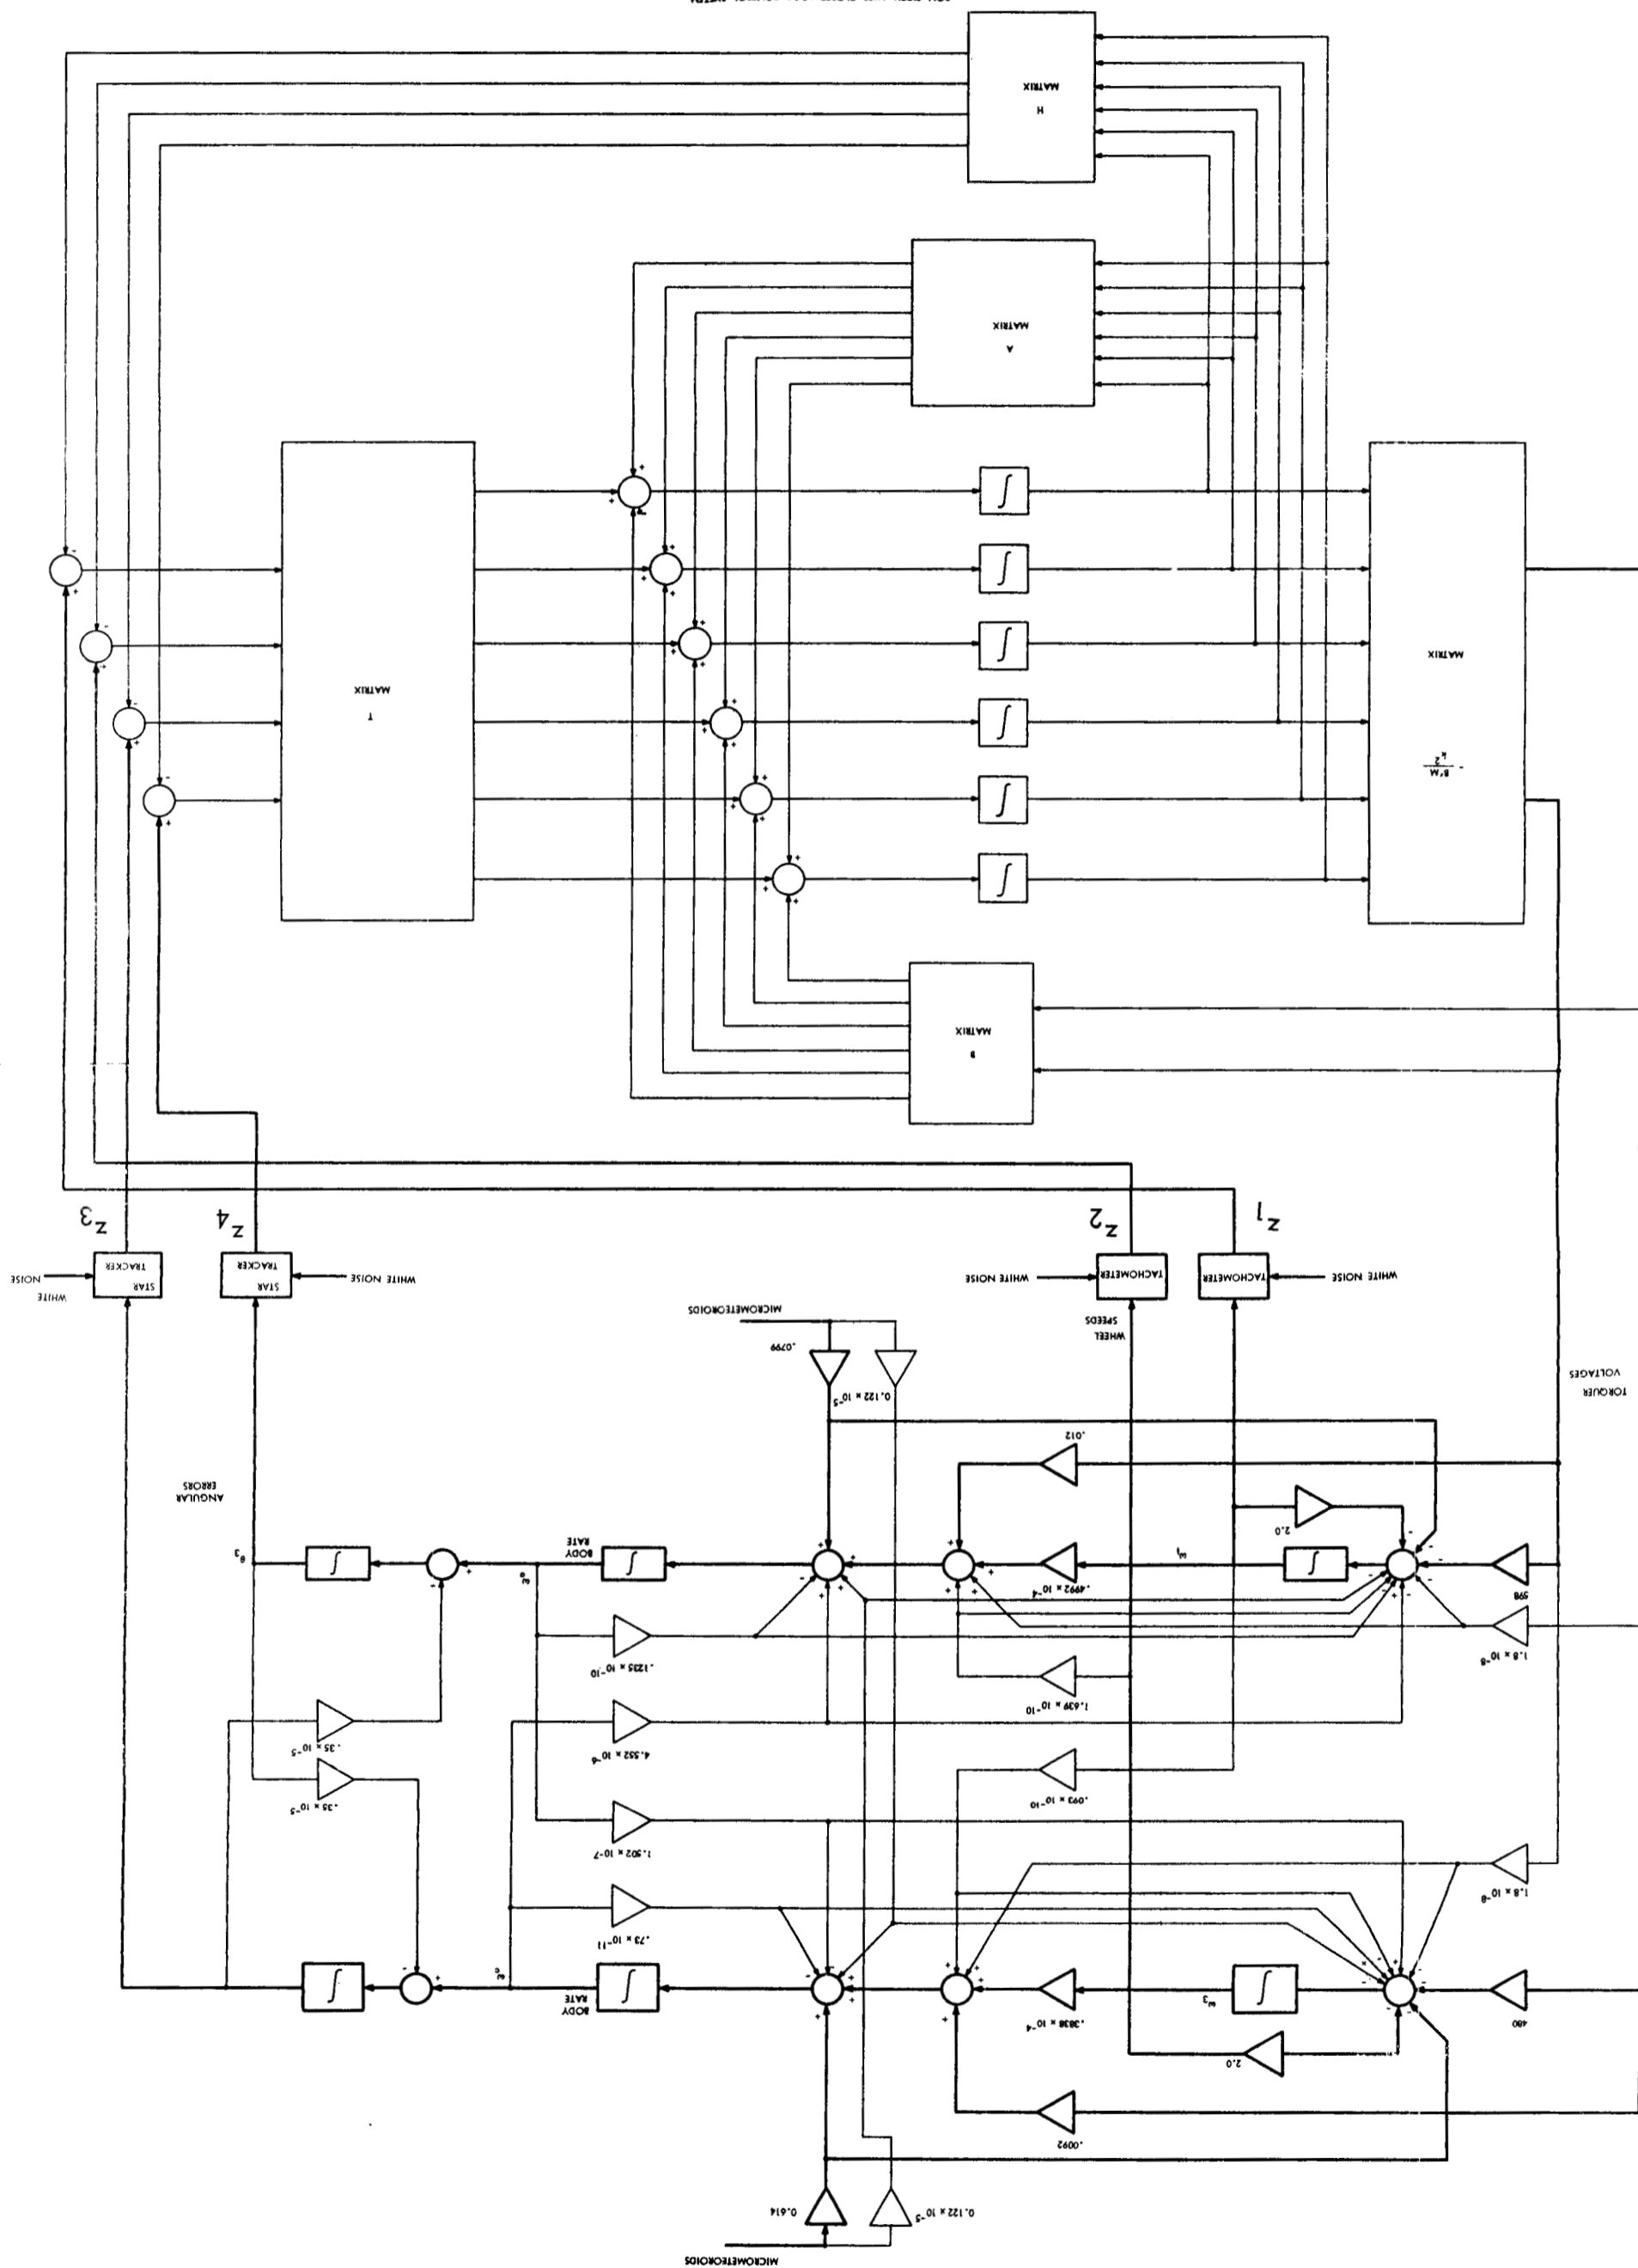 MICROMETEOROIDS
0.122 x 10⁻⁵
0.614
.0092
2.0
480
.3838 x 10⁻⁴
ω₃
BODY
RATE
∫
∫
∫
.73 x 10⁻¹¹
1.8 x 10⁻⁸
1.502 x 10⁻⁷
.093 x 10⁻¹⁰
.35 x 10⁻⁵
4.552 x 10⁻⁶
.35 x 10⁻⁵
1.639 x 10⁻¹⁰
.1235 x 10⁻¹⁰
1.8 x 10⁻⁸
598
.4992 x 10⁻⁴
ω₁
BODY
RATE
θ₃
∫
∫
∫
2.0
ANGULAR
ERRORS
.012
TORQUER
VOLTAGES
0.122 x 10⁻⁵
.0799
MICROMETEOROIDS
WHEEL
SPEEDS
WHITE NOISE
TACHOMETER
TACHOMETER
WHITE NOISE
WHITE NOISE
STAR
TRACKER
STAR
TRACKER
WHITE
NOISE
z₁
z₂
z₄
z₃
B
MATRIX
- B'M
k²
MATRIX
∫
∫
∫
∫
∫
∫
T
MATRIX
A
MATRIX
H
MATRIX